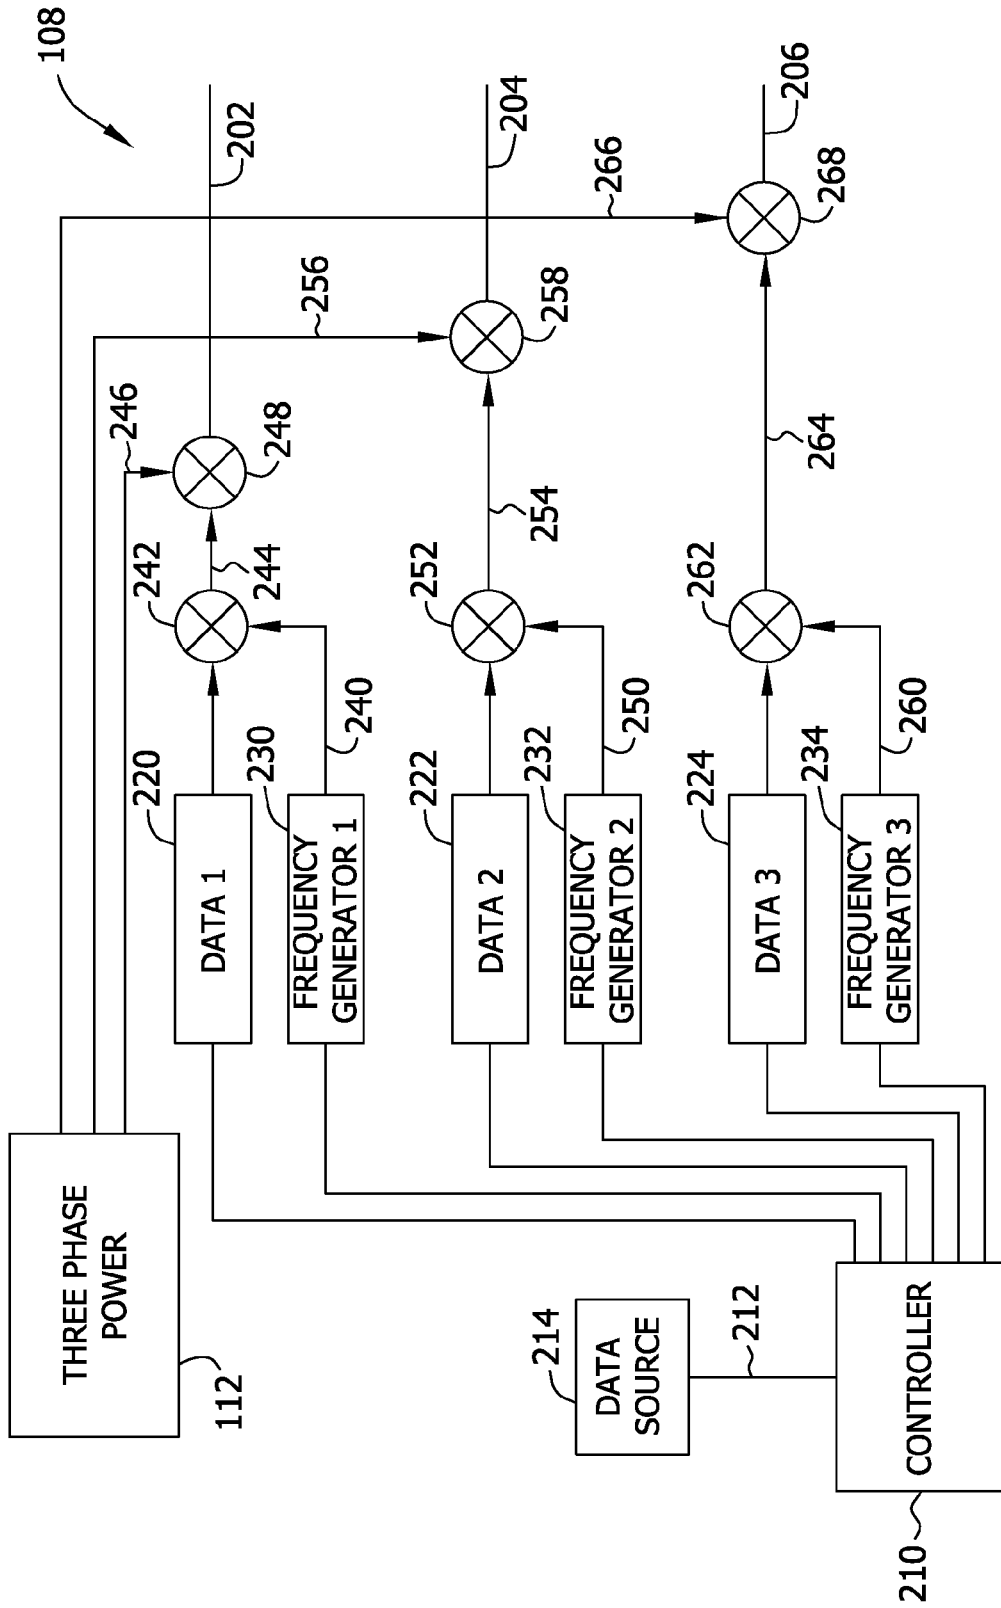 108
THREE PHASE
POWER
112
246
202
256
204
266
206
242
244
248
220
DATA 1
230
FREQUENCY
GENERATOR 1
240
258
252
254
222
DATA 2
232
FREQUENCY
GENERATOR 2
250
268
262
264
224
DATA 3
234
FREQUENCY
GENERATOR 3
260
214
DATA
SOURCE
212
CONTROLLER
210